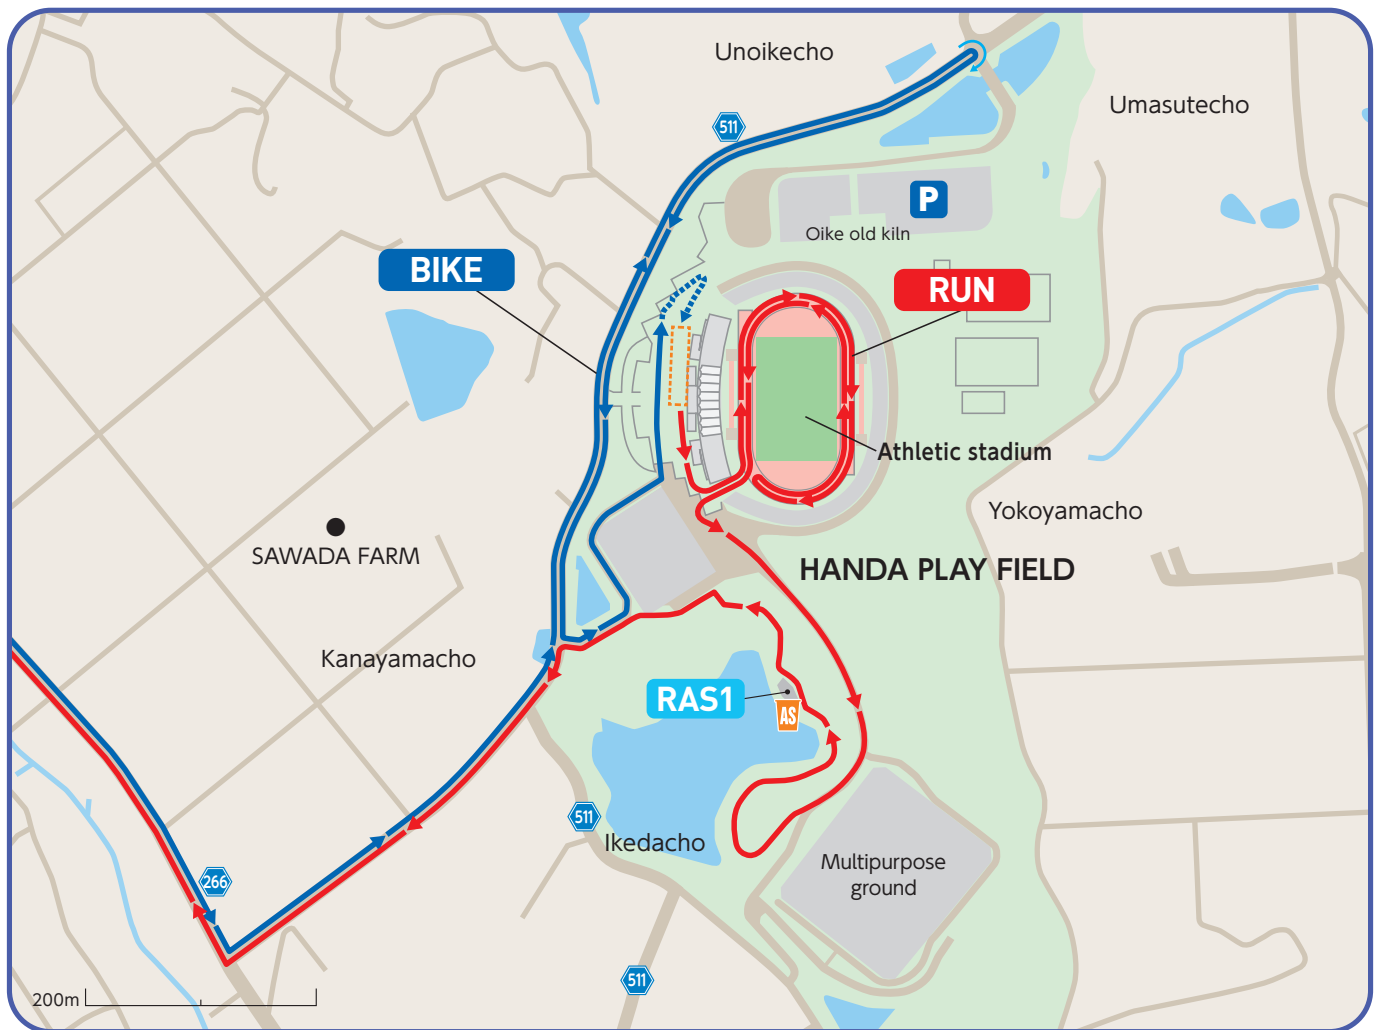 Unoikecho
Umasutecho
511
P
Oike old kiln
BIKE
RUN
Athletic stadium
Yokoyamacho
SAWADA FARM
HANDA PLAY FIELD
Kanayamacho
RAS1
AS
511
Ikedacho
Multipurpose
ground
266
511
200m